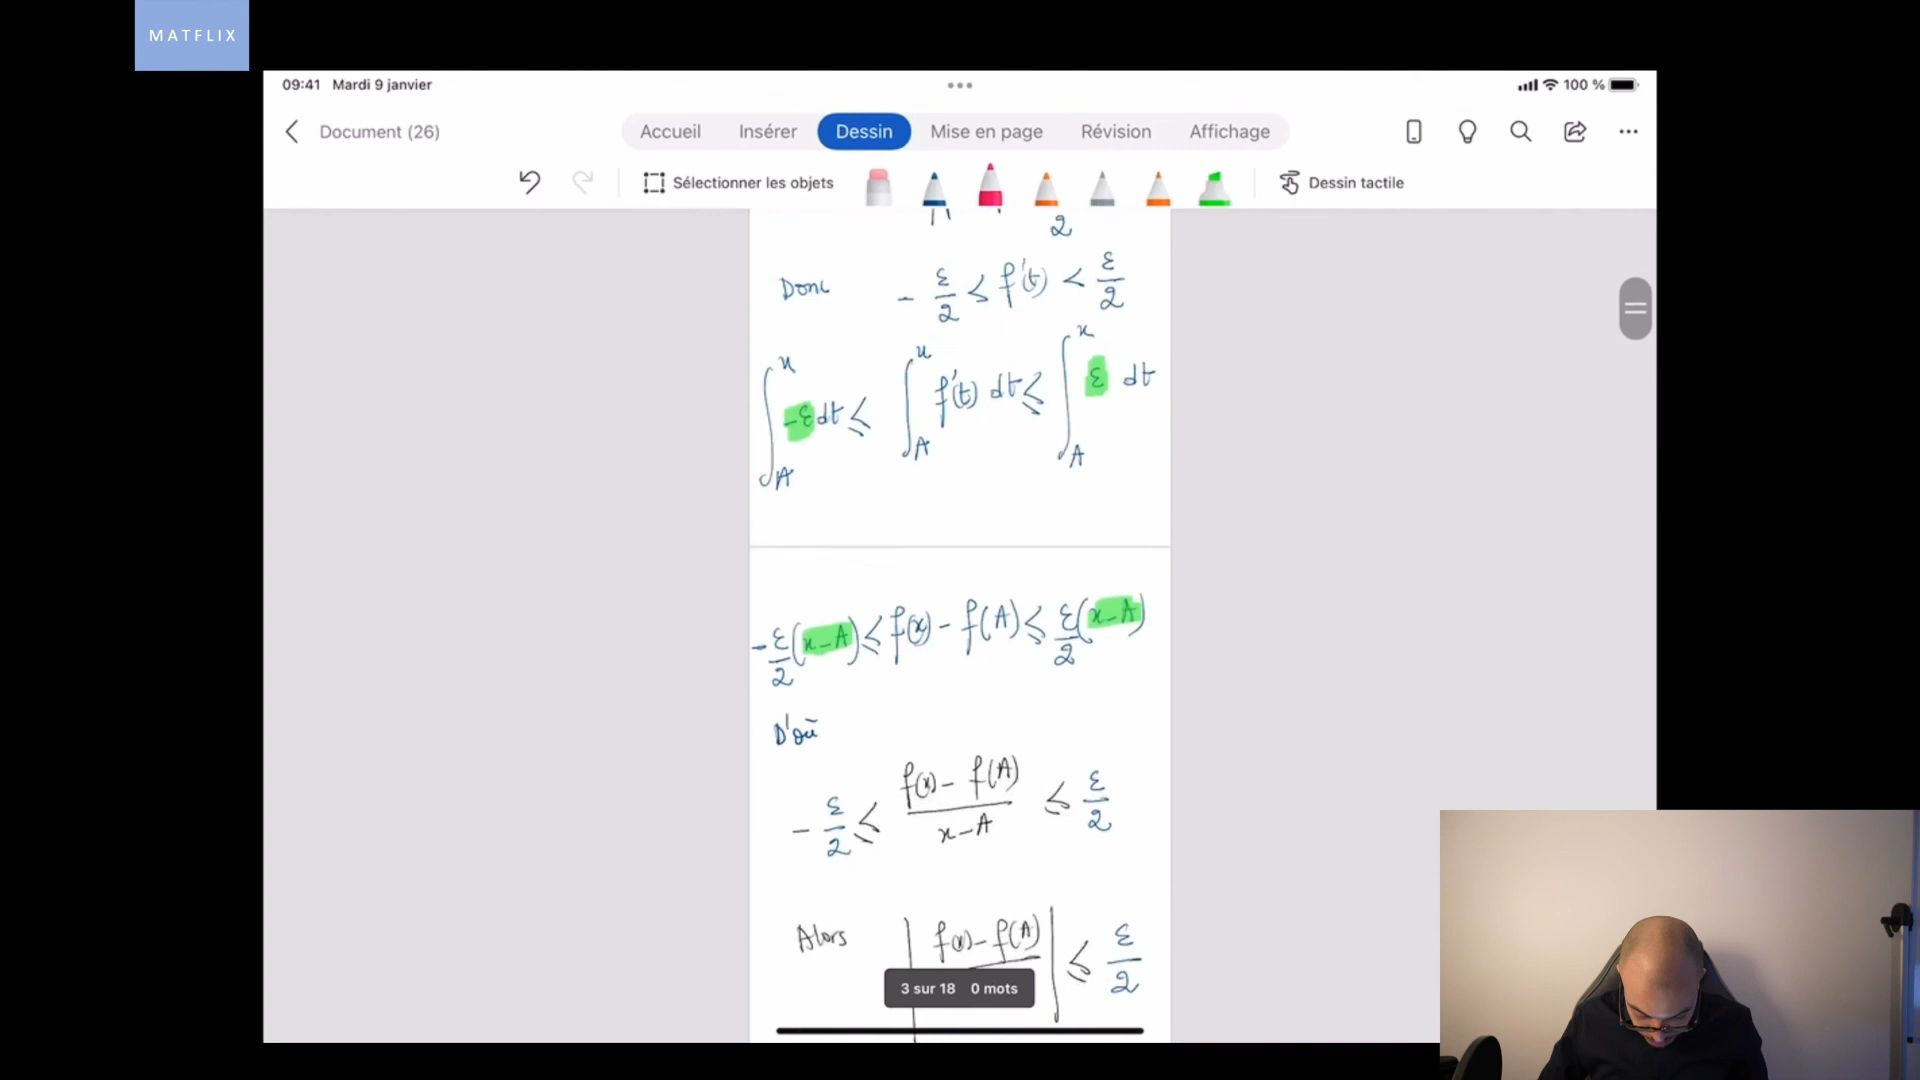 MATFLIX
09:41 Mardi 9 janvier
100 %
Document (26)
Accueil Insérer Dessin Mise en page Révision Affichage
Sélectionner les objets
Dessin tactile
2
Donc - ε/2 ≤ f'(t) < ε/2
∫_A^x -ε dt ≤ ∫_A^x f'(t) dt ≤ ∫_A^x ε dt
-ε/2 (x-A) ≤ f(x) - f(A) ≤ ε/2 (x-A)
D'où
- ε/2 ≤ (f(x) - f(A))/(x-A) ≤ ε/2
Alors | f(x) - f(A) | ≤ ε/2
3 sur 18 0 mots